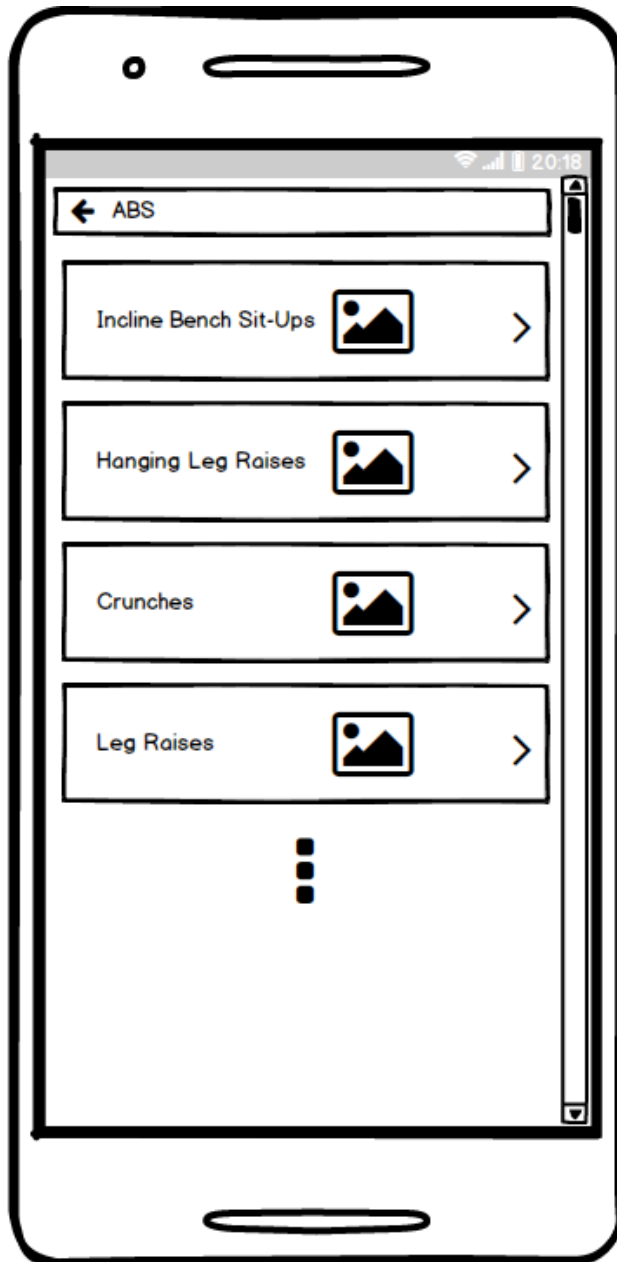 20:18
ABS
Incline Bench Sit-Ups
Hanging Leg Raises
Crunches
Leg Raises